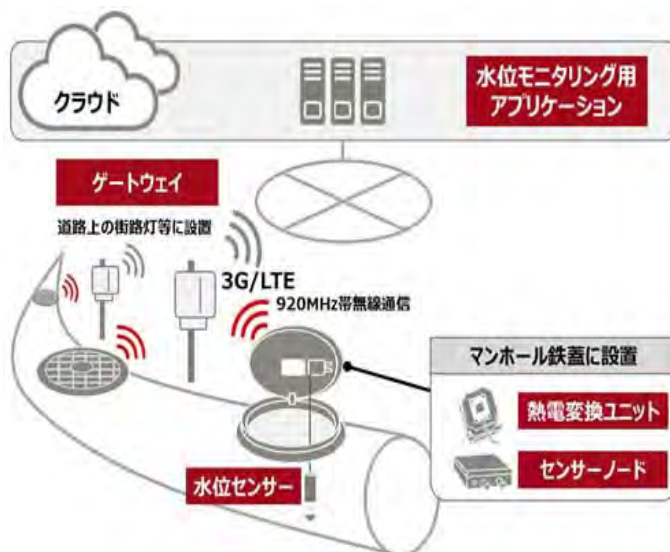 クラウド
水位モニタリング用
アプリケーション
ゲートウェイ
道路上の街路灯等に設置
3G/LTE
920MHz帯無線通信
マンホール鉄蓋に設置
熱電変換ユニット
センサーノード
水位センサー